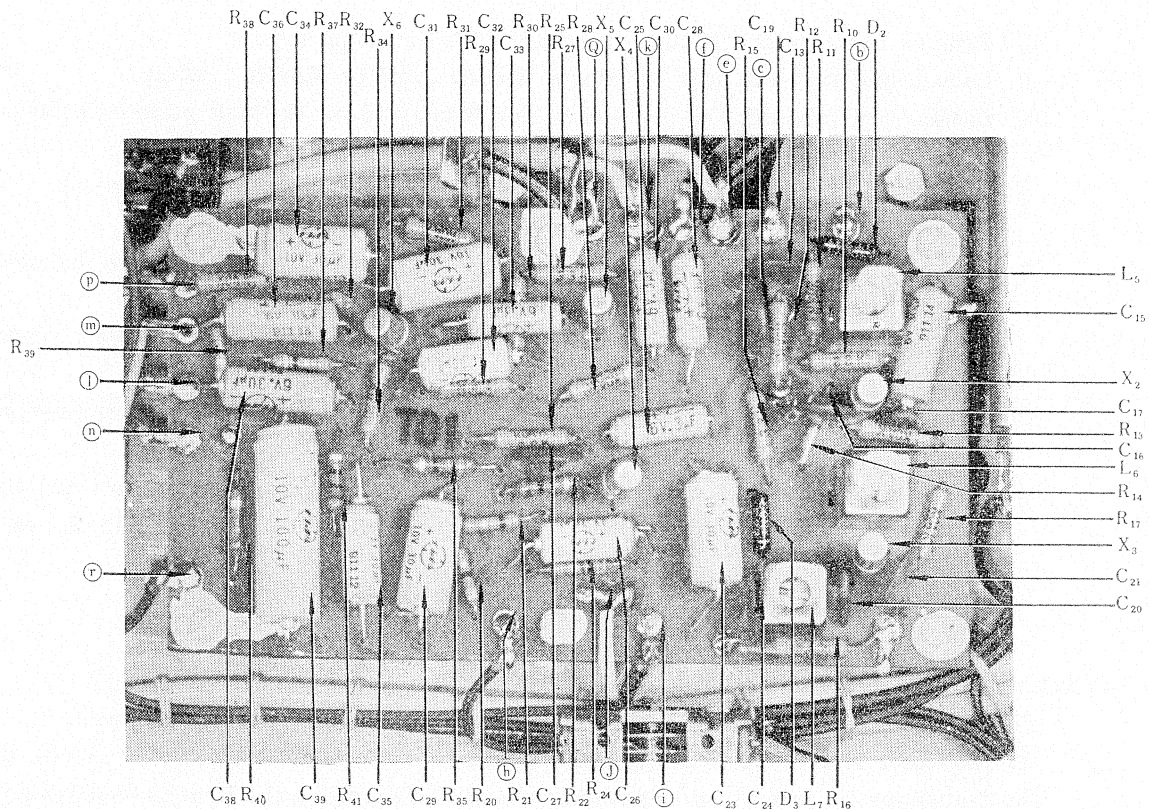 R38 C36 C34 R37 R32 X6 C31 R31 C32 R30 R25 R28 X5 C25 C30 C28 C19 R12 R10 D2
R34 R29 C33 R27 Q X4 k f e R15 c C13 R11 b
L5
p
C15
m
R39
X2
l
C17
n
R13
C16
L6
R14
R17
X3
r
C21
C20
10V 30µF
6V 30µF
10V 100µF
10V 10µF
TO1
h J i
C38 R40 C39 R41 C35 C29 R35 R20 R21 C27 R22 R24 C26 C23 C24 D3 L7 R16